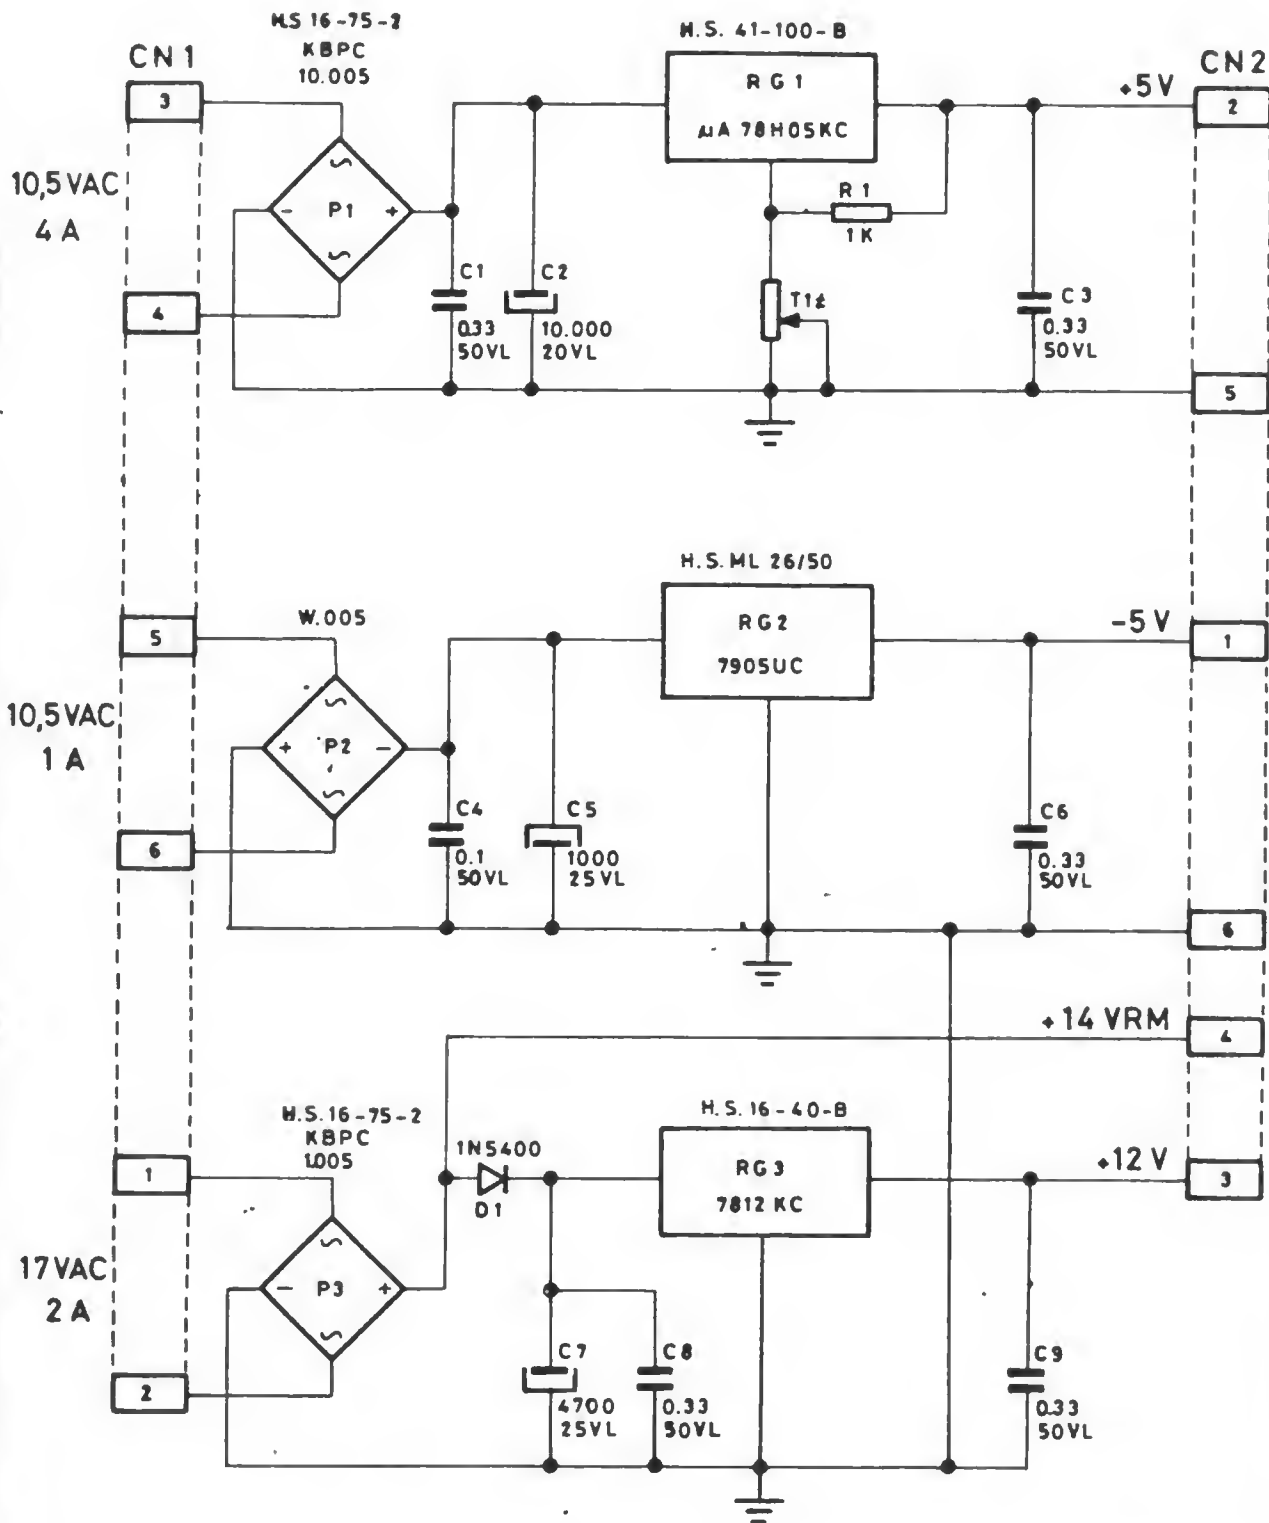 H.S 16-75-2
KBPC
10.005
H.S. 41-100-B
CN1
CN2
3
RG1
µA 78H05KC
+5V
2
10,5VAC
4 A
- P1 +
R1
1K
C1
0.33
50VL
C2
10.000
20VL
T1
C3
0.33
50VL
4
5
H.S. ML 26/50
W.005
5
RG2
7905UC
-5V
1
10,5VAC
1 A
+ P2 -
C4
0.1
50VL
C5
1000
25VL
C6
0.33
50VL
6
6
+14 VRM
4
H.S.16-75-2
KBPC
1.005
H.S.16-40-B
1
1N5400
D1
RG3
7812 KC
+12V
3
17VAC
2 A
- P3 +
C7
4700
25VL
C8
0.33
50VL
C9
0.33
50VL
2